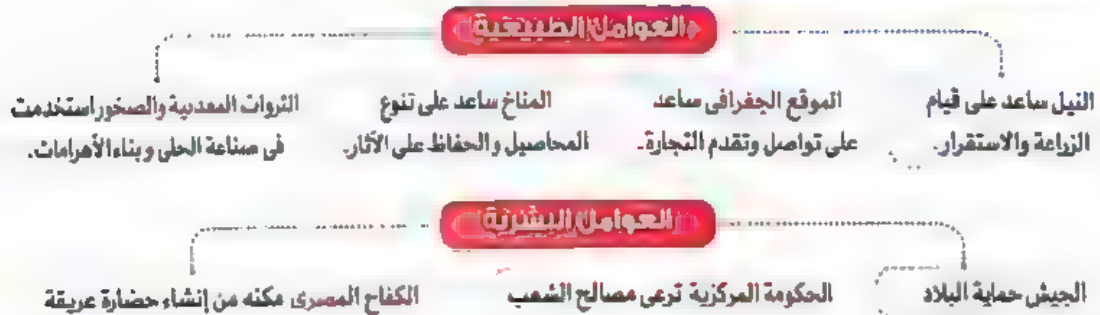 العوامل الطبيعية
النيل ساعد على قيام الموقع الجغرافى ساعد المناخ ساعد على تنوع الثروات المعدنية والصخور استخدمت
الزراعة والاستقرار. على تواصل وتقدم التجارة. المحاصيل والحفاظ على الآثار. فى صناعة الحلى وبناء الأهرامات.
العوامل البشرية
الجيش حماية البلاد الحكومة المركزية ترعى مصالح الشعب الكفاح المصرى مكنه من إنشاء حضارة عريقة